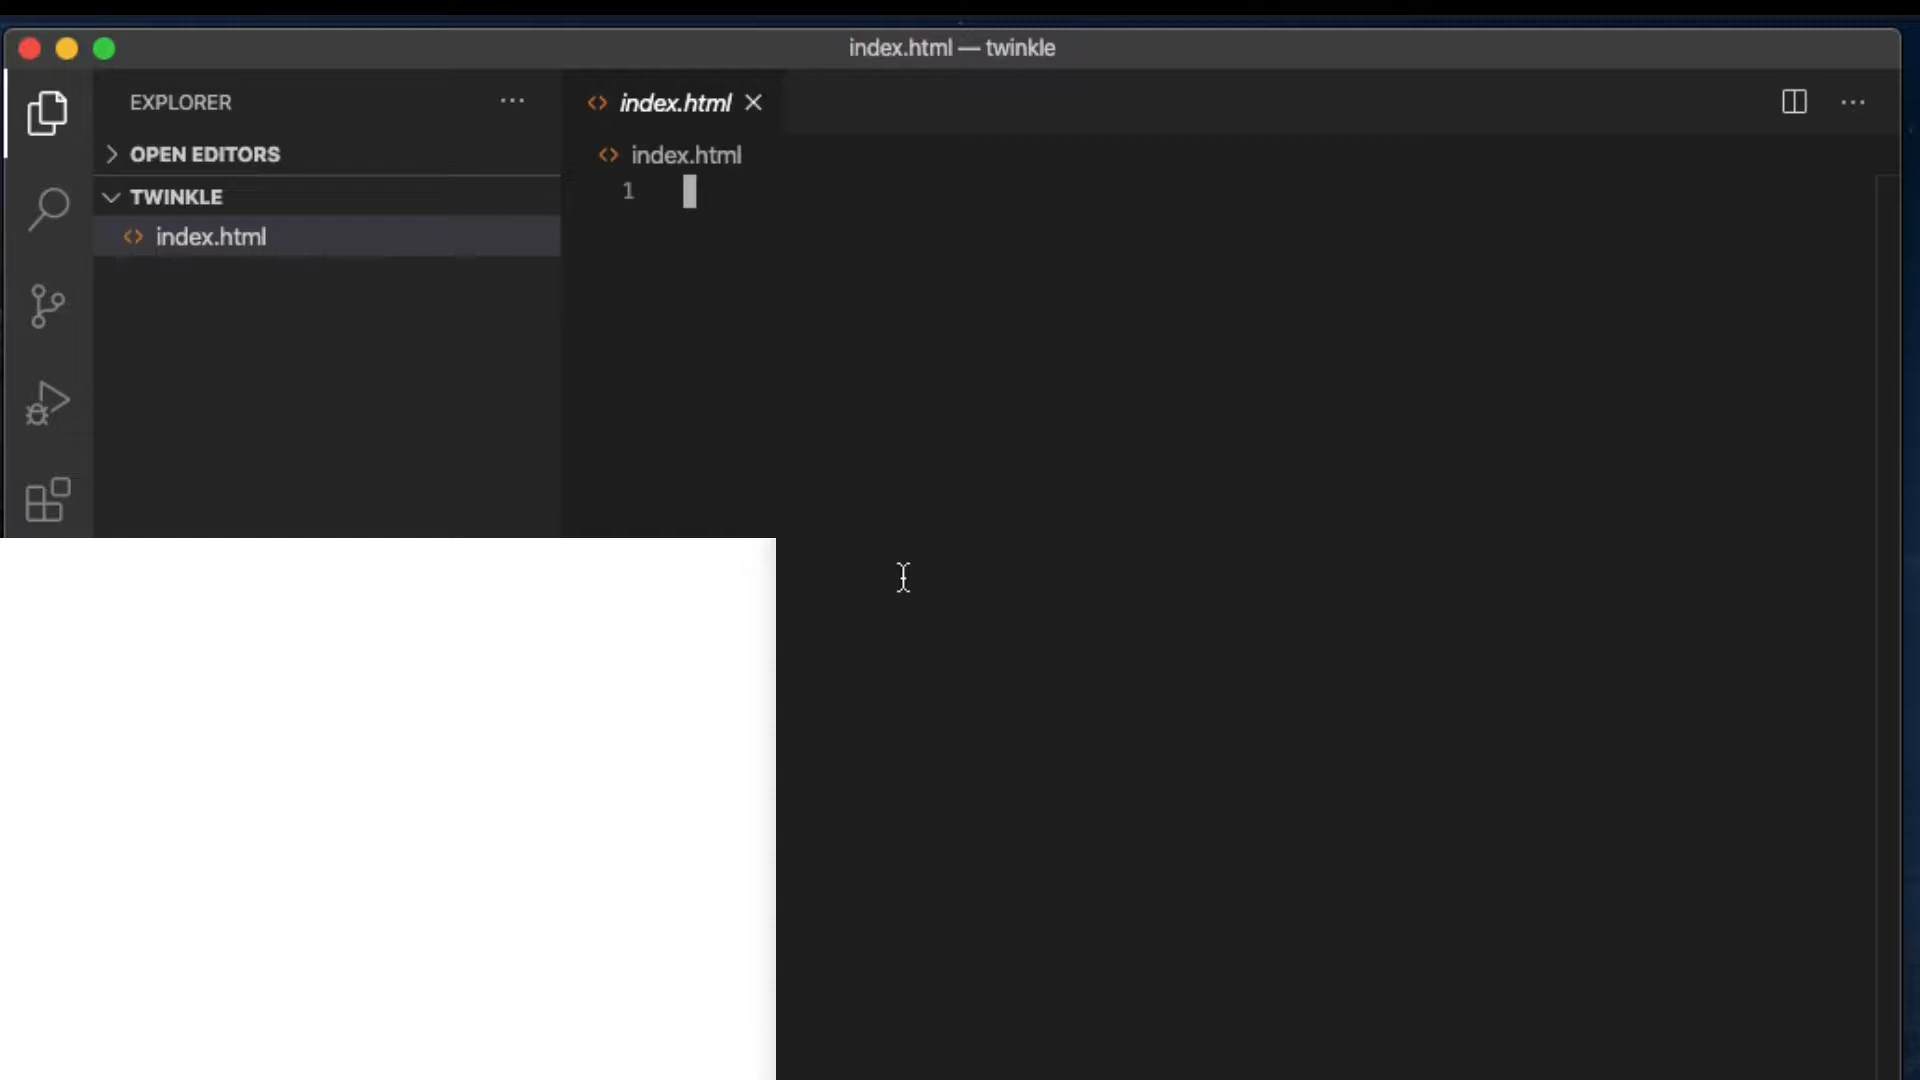 index.html — twinkle
EXPLORER
index.html
OPEN EDITORS
index.html
1
TWINKLE
index.html